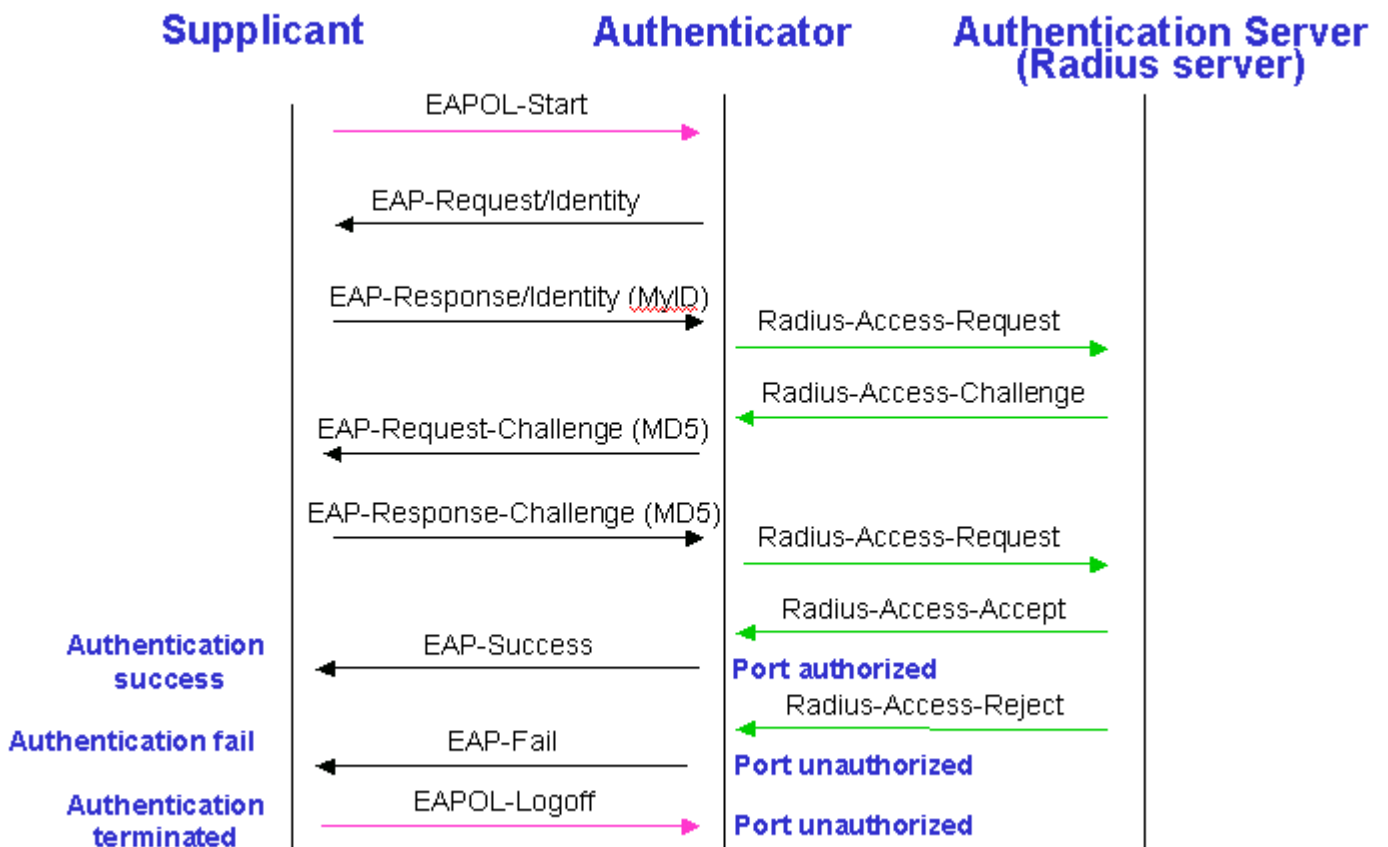 Supplicant
Authenticator
Authentication Server
(Radius server)
EAPOL-Start
EAP-Request/Identity
EAP-Response/Identity (MyID)
Radius-Access-Request
Radius-Access-Challenge
EAP-Request-Challenge (MD5)
EAP-Response-Challenge (MD5)
Radius-Access-Request
Radius-Access-Accept
Authentication
success
EAP-Success
Port authorized
Radius-Access-Reject
Authentication fail
EAP-Fail
Port unauthorized
Authentication
terminated
EAPOL-Logoff
Port unauthorized